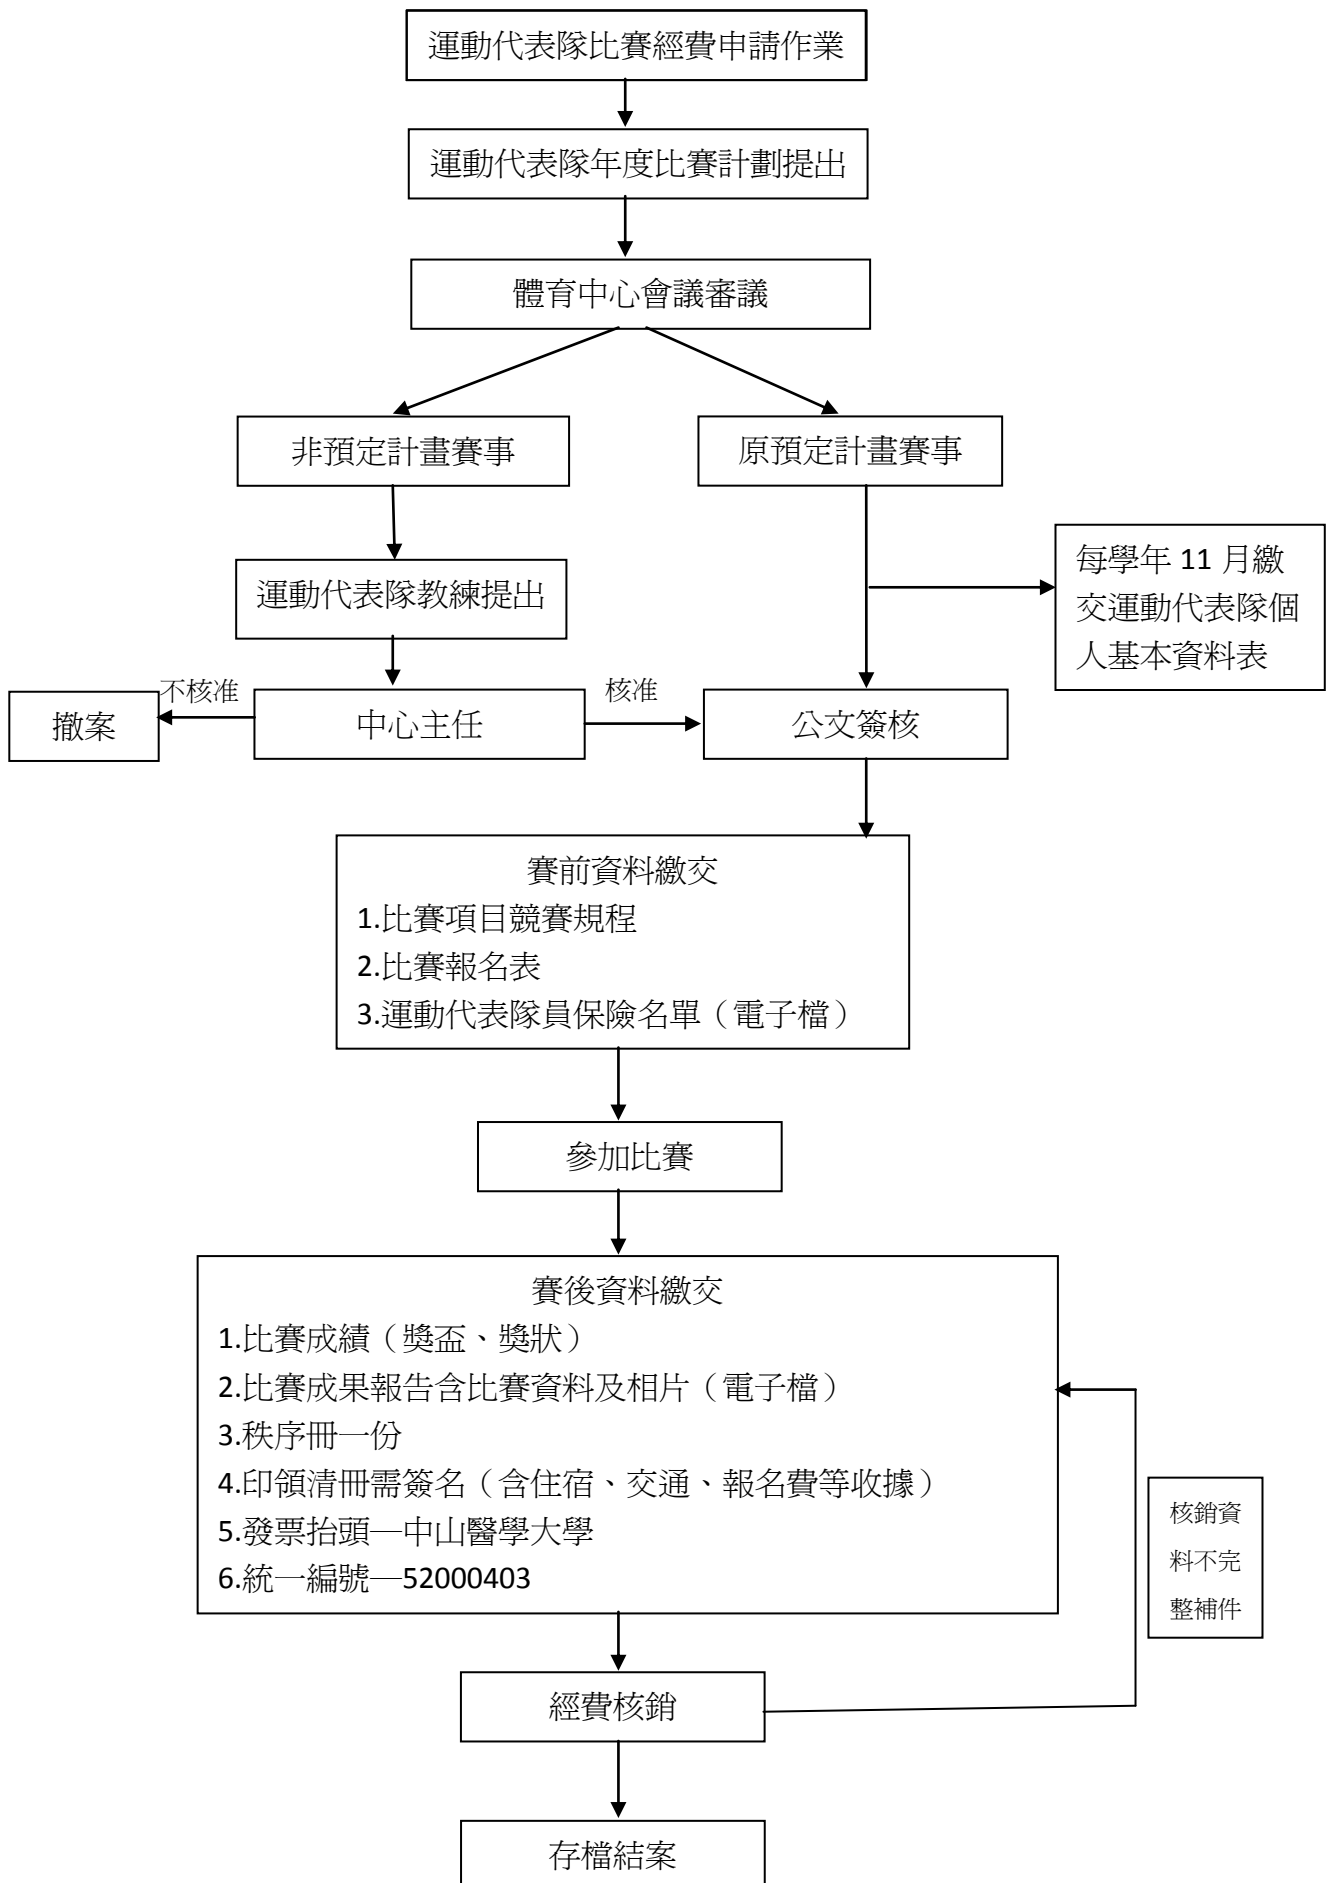 運動代表隊比賽經費申請作業
運動代表隊年度比賽計劃提出
體育中心會議審議
非預定計畫賽事
原預定計畫賽事
每學年 11 月繳
交運動代表隊個
人基本資料表
運動代表隊教練提出
不核准
核准
撤案
中心主任
公文簽核
賽前資料繳交
1.比賽項目競賽規程
2.比賽報名表
3.運動代表隊員保險名單（電子檔）
參加比賽
賽後資料繳交
1.比賽成績（獎盃、獎狀）
2.比賽成果報告含比賽資料及相片（電子檔）
3.秩序冊一份
4.印領清冊需簽名（含住宿、交通、報名費等收據）
5.發票抬頭─中山醫學大學
6.統一編號─52000403
核銷資
料不完
整補件
經費核銷
存檔結案